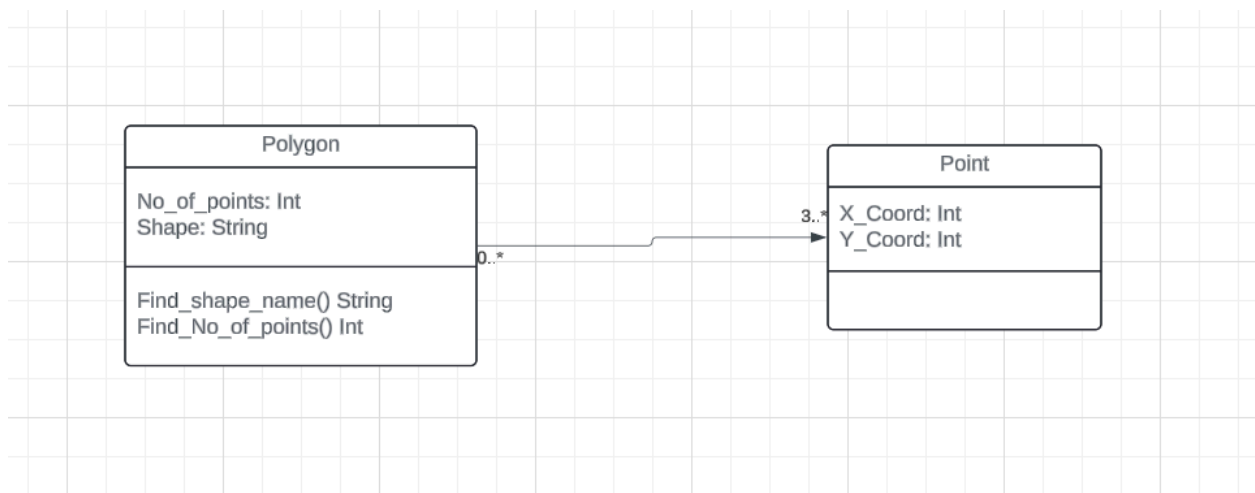 Polygon
No_of_points: Int
Shape: String
Find_shape_name() String
Find_No_of_points() Int
0..*
3..*
Point
X_Coord: Int
Y_Coord: Int